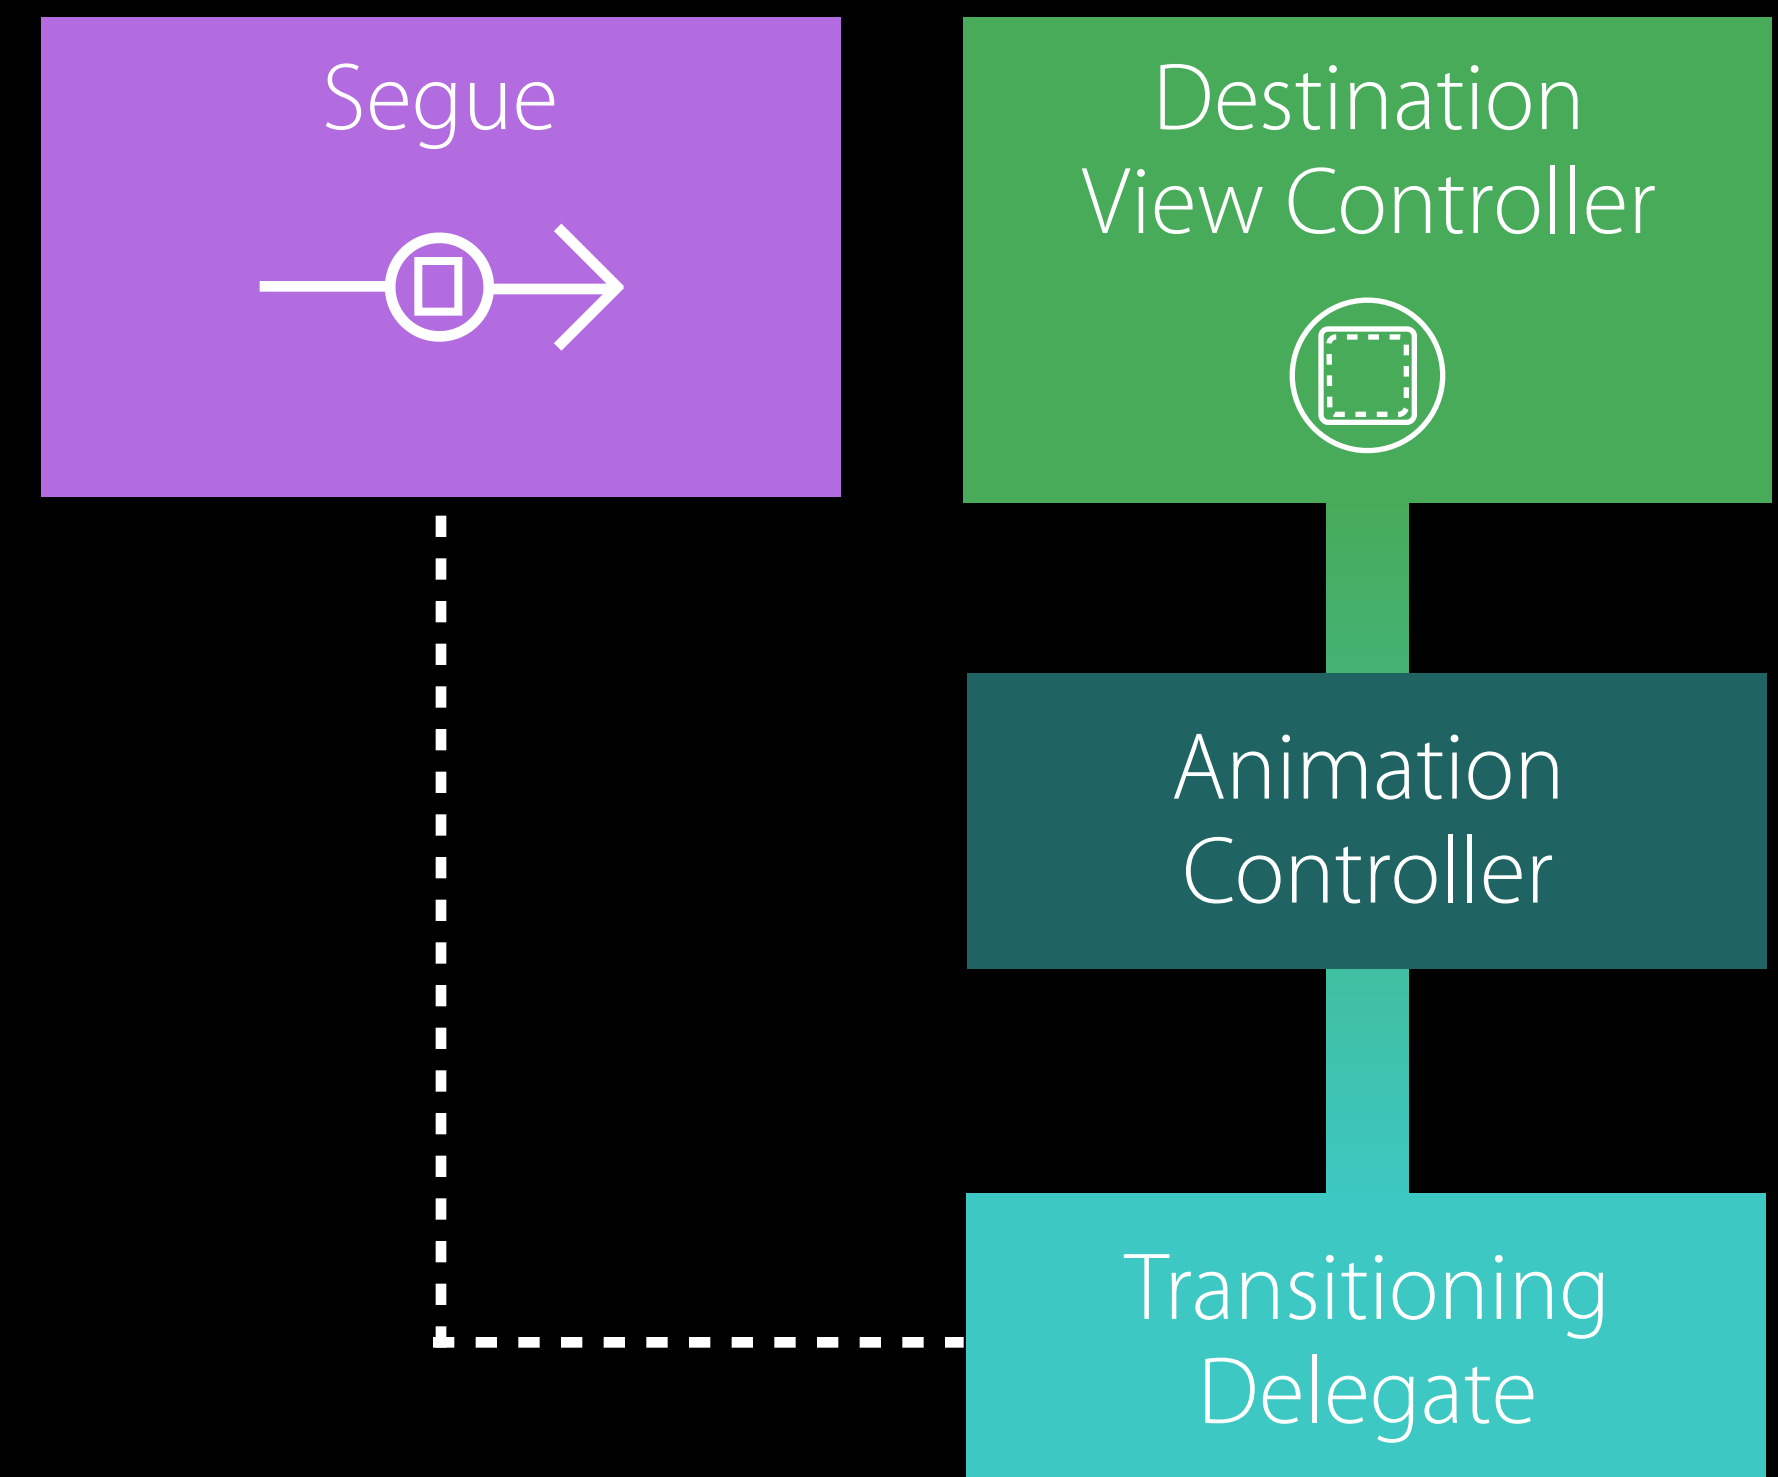 Segue
Destination
View Controller
Animation
Controller
Transitioning
Delegate